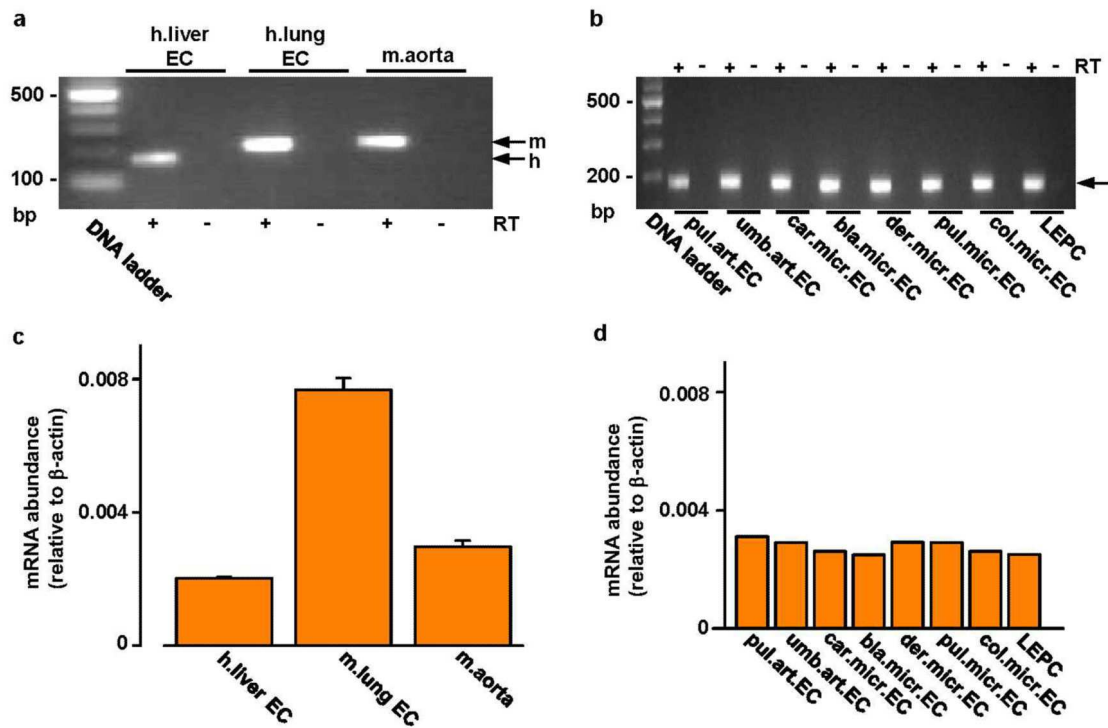 a
h.liver EC
h.lung EC
m.aorta
500 -
100 -
bp
m
h
+ - + - + - RT
DNA ladder
b
+ - + - + - + - + - + - + - + - RT
500 -
200 -
bp
DNA ladder
pul.art.EC
umb.art.EC
car.micr.EC
bla.micr.EC
der.micr.EC
pul.micr.EC
col.micr.EC
LEPC
c
mRNA abundance
(relative to β-actin)
0.008
0.004
0
h.liver EC
m.lung EC
m.aorta
d
mRNA abundance
(relative to β-actin)
0.008
0.004
0
pul.art.EC
umb.art.EC
car.micr.EC
bla.micr.EC
der.micr.EC
pul.micr.EC
col.micr.EC
LEPC